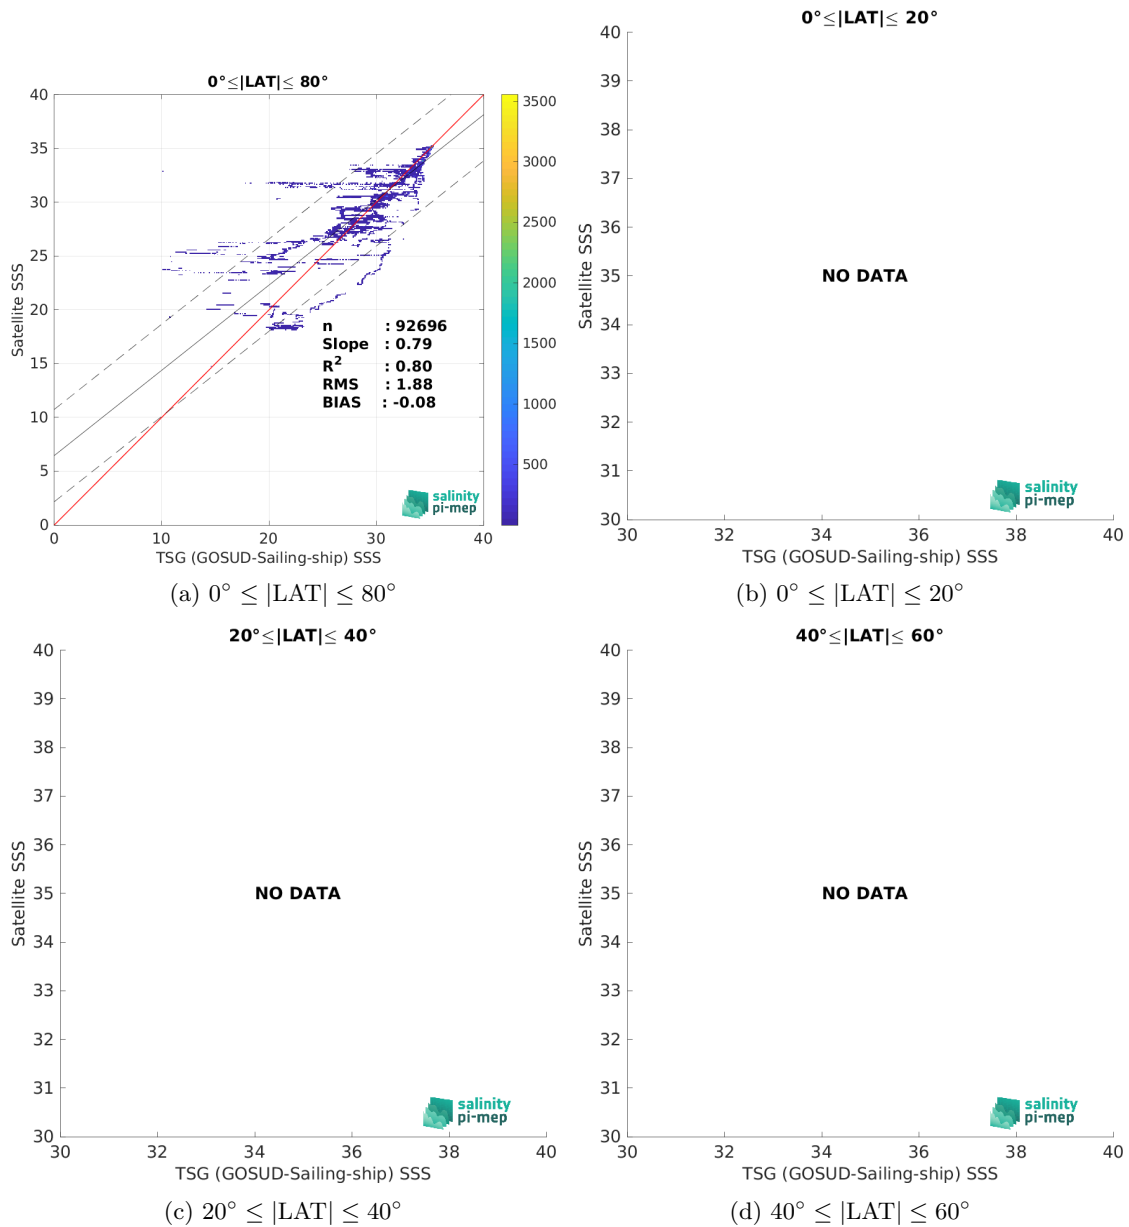 0°≤|LAT|≤ 80°
40
35
30
25
20
15
10
5
0
Satellite SSS
0 10 20 30 40
TSG (GOSUD-Sailing-ship) SSS
3500
3000
2500
2000
1500
1000
500
n : 92696
Slope : 0.79
R² : 0.80
RMS : 1.88
BIAS : -0.08
salinity
pi-mep
(a) 0° ≤ |LAT| ≤ 80°
0°≤|LAT|≤ 20°
40
39
38
37
36
35
34
33
32
31
30
Satellite SSS
NO DATA
salinity
pi-mep
30 32 34 36 38 40
TSG (GOSUD-Sailing-ship) SSS
(b) 0° ≤ |LAT| ≤ 20°
20°≤|LAT|≤ 40°
40
39
38
37
36
35
34
33
32
31
30
Satellite SSS
NO DATA
salinity
pi-mep
30 32 34 36 38 40
TSG (GOSUD-Sailing-ship) SSS
(c) 20° ≤ |LAT| ≤ 40°
40°≤|LAT|≤ 60°
40
39
38
37
36
35
34
33
32
31
30
Satellite SSS
NO DATA
salinity
pi-mep
30 32 34 36 38 40
TSG (GOSUD-Sailing-ship) SSS
(d) 40° ≤ |LAT| ≤ 60°